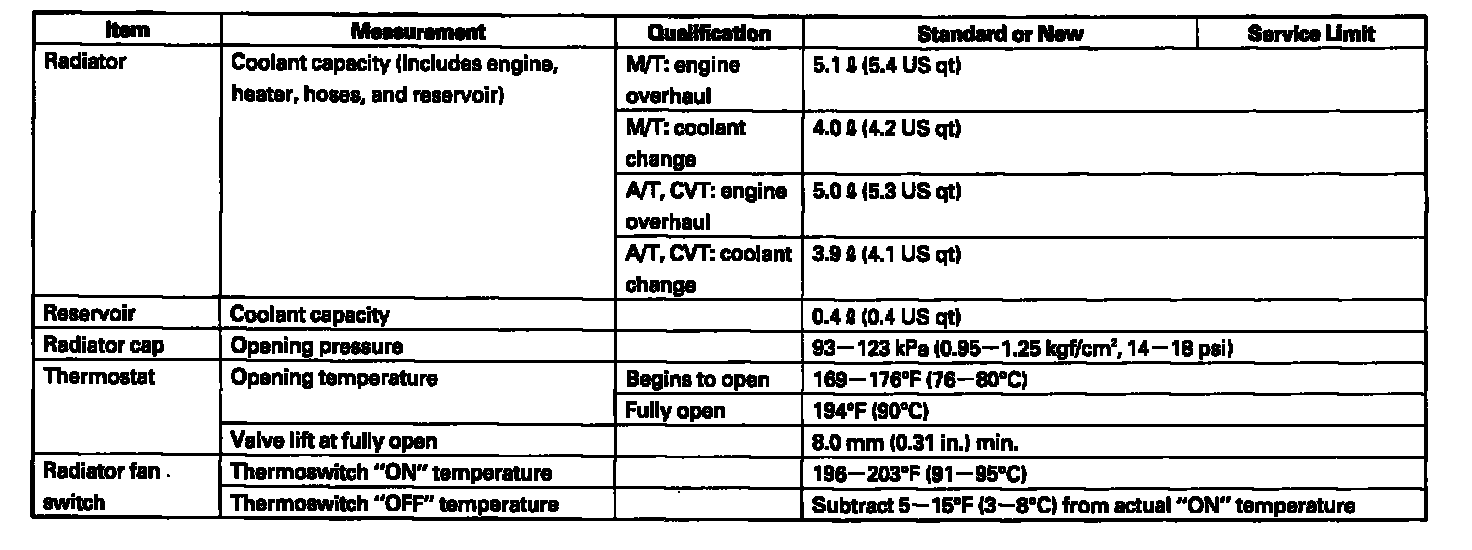 Item Measurement Qualification Standard or New Service Limit
Radiator Coolant capacity (Includes engine, M/T: engine 5.1 ℓ (5.4 US qt)
heater, hoses, and reservoir) overhaul
M/T: coolant 4.0 ℓ (4.2 US qt)
change
A/T, CVT: engine 5.0 ℓ (5.3 US qt)
overhaul
A/T, CVT: coolant 3.9 ℓ (4.1 US qt)
change
Reservoir Coolant capacity 0.4 ℓ (0.4 US qt)
Radiator cap Opening pressure 93—123 kPa (0.95—1.25 kgf/cm², 14—18 psi)
Thermostat Opening temperature Begins to open 169—176°F (76—80°C)
Fully open 194°F (90°C)
Valve lift at fully open 8.0 mm (0.31 in.) min.
Radiator fan Thermoswitch "ON" temperature 196—203°F (91—95°C)
switch Thermoswitch "OFF" temperature Subtract 5—15°F (3—8°C) from actual "ON" temperature